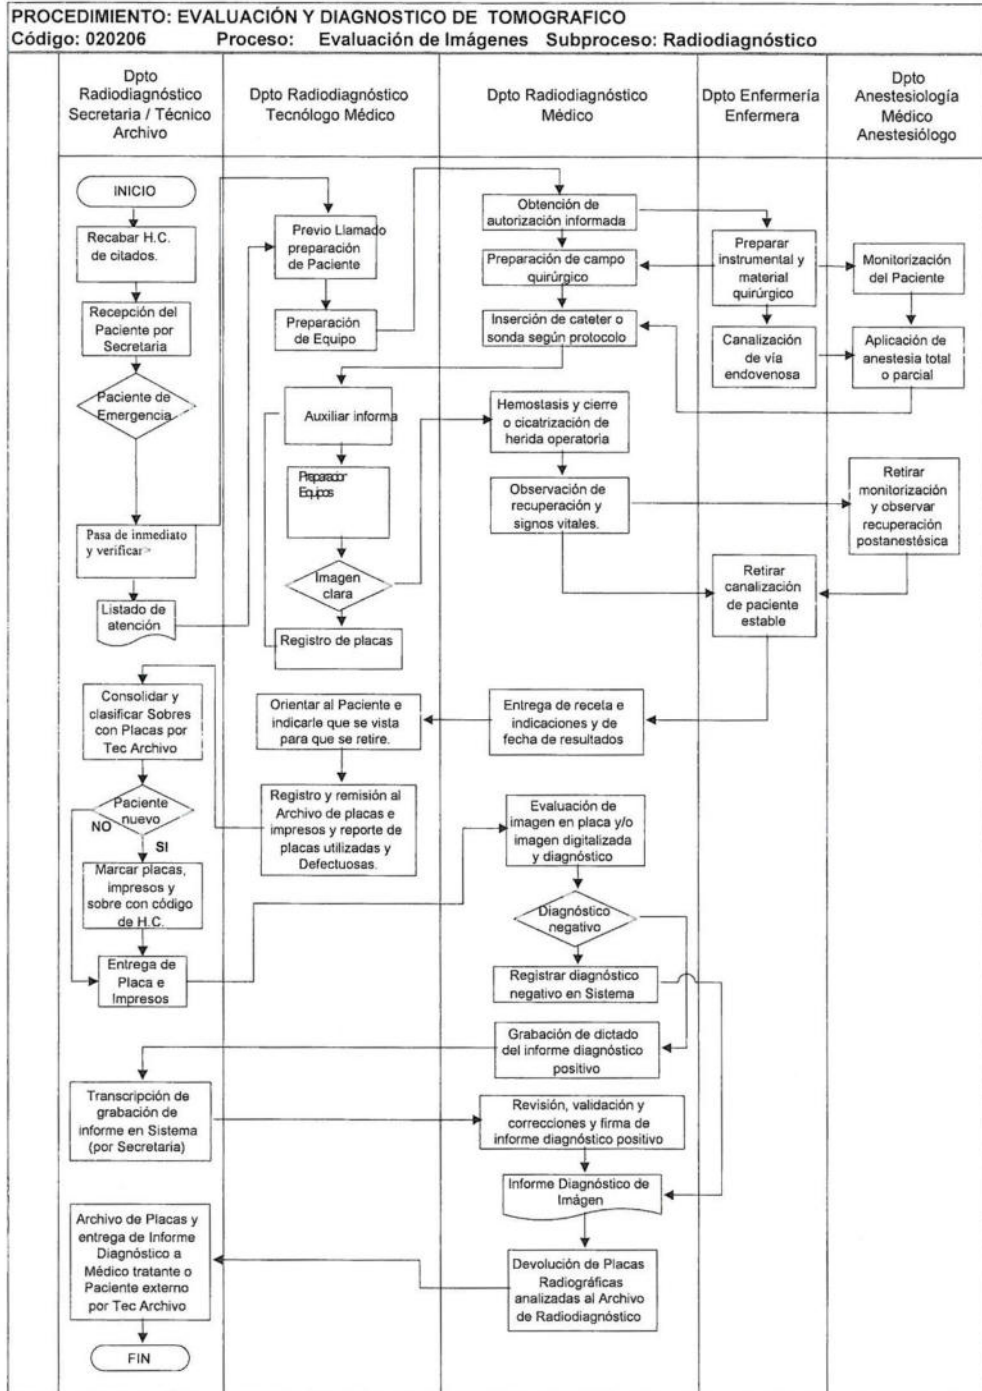 PROCEDIMIENTO: EVALUACIÓN Y DIAGNOSTICO DE TOMOGRAFICO
Código: 020206 Proceso: Evaluación de Imágenes Subproceso: Radiodiagnóstico
Dpto
Radiodiagnóstico
Secretaria / Técnico
Archivo
Dpto Radiodiagnóstico
Tecnólogo Médico
Dpto Radiodiagnóstico
Médico
Dpto Enfermería
Enfermera
Dpto
Anestesiología
Médico
Anestesiólogo
INICIO
Recabar H.C.
de citados.
Recepción del
Paciente por
Secretaria
Paciente de
Emergencia
Pasa de inmediato
y verificar>
Listado de
atención
Previo Llamado
preparación
de Paciente
Preparación
de Equipo
Auxiliar informa
Equipos
Imagen
clara
Registro de placas
Obtención de
autorización informada
Preparación de campo
quirúrgico
Inserción de cateter o
sonda según protocolo
Hemostasis y cierre
o cicatrización de
herida operatoria
Observación de
recuperación y
signos vitales.
Preparar
instrumental y
material
quirúrgico
Canalización
de vía
endovenosa
Monitorización
del Paciente
Aplicación de
anestesia total
o parcial
Retirar
monitorización
y observar
recuperación
postanestésica
Retirar
canalización
de paciente
estable
Consolidar y
clasificar Sobres
con Placas por
Tec Archivo
Paciente
nuevo
NO
SI
Marcar placas,
impresos y
sobre con código
de H.C.
Entrega de
Placa e
Impresos
Orientar al Paciente e
indicarle que se vista
para que se retire.
Registro y remisión al
Archivo de placas e
impresos y reporte de
placas utilizadas y
Defectuosas.
Entrega de receta e
indicaciones y de
fecha de resultados
Evaluación de
imagen en placa y/o
imagen digitalizada
y diagnóstico
Diagnóstico
negativo
Registrar diagnóstico
negativo en Sistema
Grabación de dictado
del informe diagnóstico
positivo
Transcripción de
grabación de
informe en Sistema
(por Secretaria)
Revisión, validación y
correcciones y firma de
informe diagnóstico positivo
Informe Diagnóstico de
Imágen
Devolución de Placas
Radiográficas
analizadas al Archivo
de Radiodiagnóstico
Archivo de Placas y
entrega de Informe
Diagnóstico a
Médico tratante o
Paciente externo
por Tec Archivo
FIN